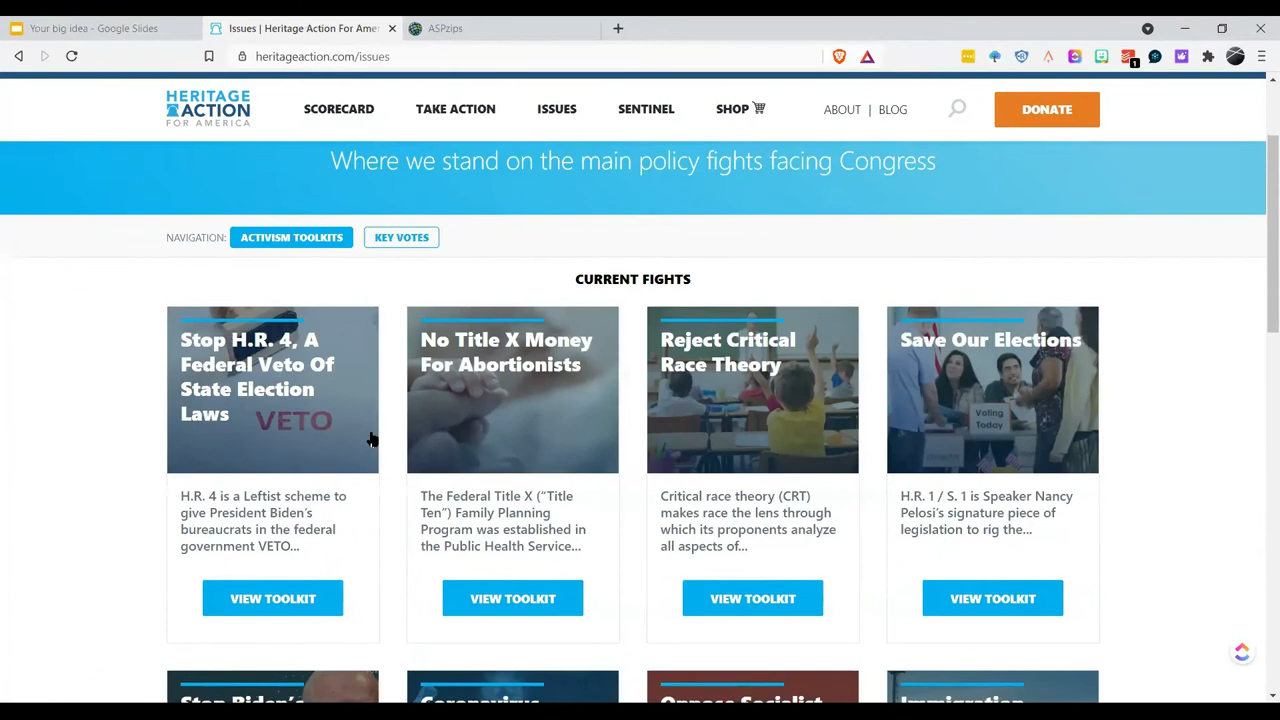 Your big idea - Google Slides
Issues | Heritage Action For Ame
ASPzips
heritageaction.com/issues
1
HERITAGE
ACTION
FOR AMERICA
SCORECARD
TAKE ACTION
ISSUES
SENTINEL
SHOP
ABOUT | BLOG
DONATE
Where we stand on the main policy fights facing Congress
NAVIGATION:
ACTIVISM TOOLKITS
KEY VOTES
CURRENT FIGHTS
Stop H.R. 4, A
Federal Veto Of
State Election
Laws
VETO
H.R. 4 is a Leftist scheme to
give President Biden's
bureaucrats in the federal
government VETO...
VIEW TOOLKIT
No Title X Money
For Abortionists
The Federal Title X ("Title
Ten") Family Planning
Program was established in
the Public Health Service...
VIEW TOOLKIT
Reject Critical
Race Theory
Critical race theory (CRT)
makes race the lens through
which its proponents analyze
all aspects of...
VIEW TOOLKIT
Save Our Elections
Voting
Today
H.R. 1 / S. 1 is Speaker Nancy
Pelosi's signature piece of
legislation to rig the...
VIEW TOOLKIT
Stop Biden's
Coronavirus
Oppose Socialist
Immigration